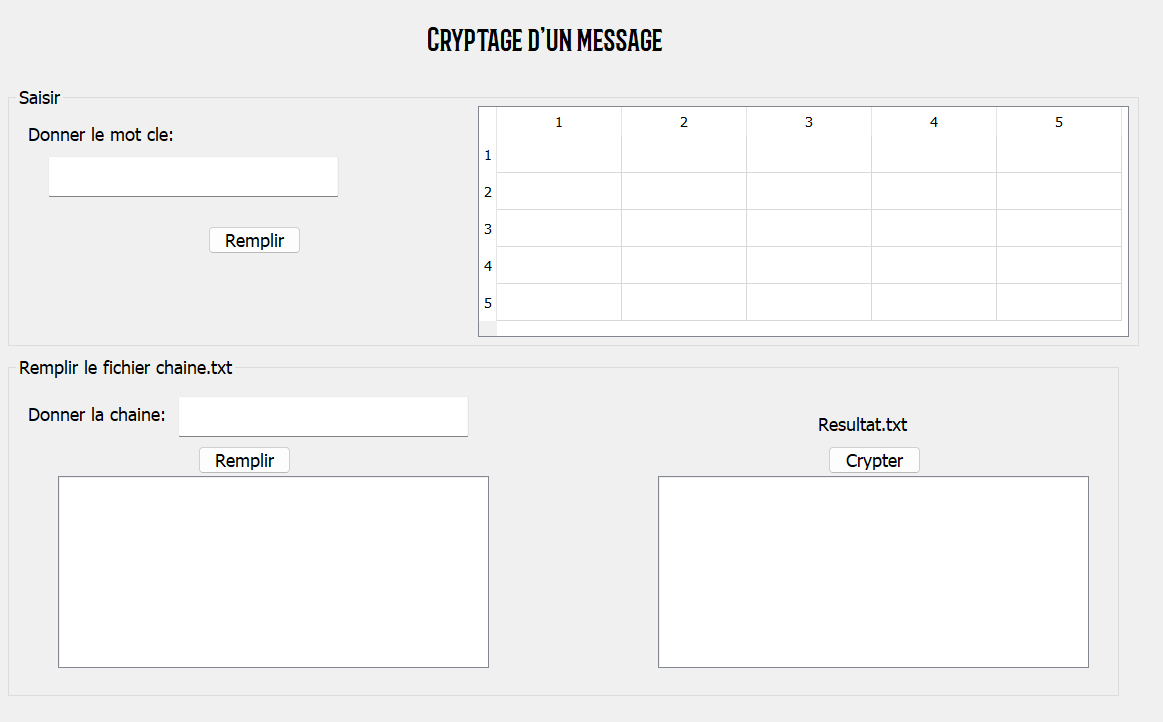 Cryptage d'un message
Saisir
Donner le mot cle:
Remplir
1 2 3 4 5
1
2
3
4
5
Remplir le fichier chaine.txt
Donner la chaine:
Remplir
Resultat.txt
Crypter